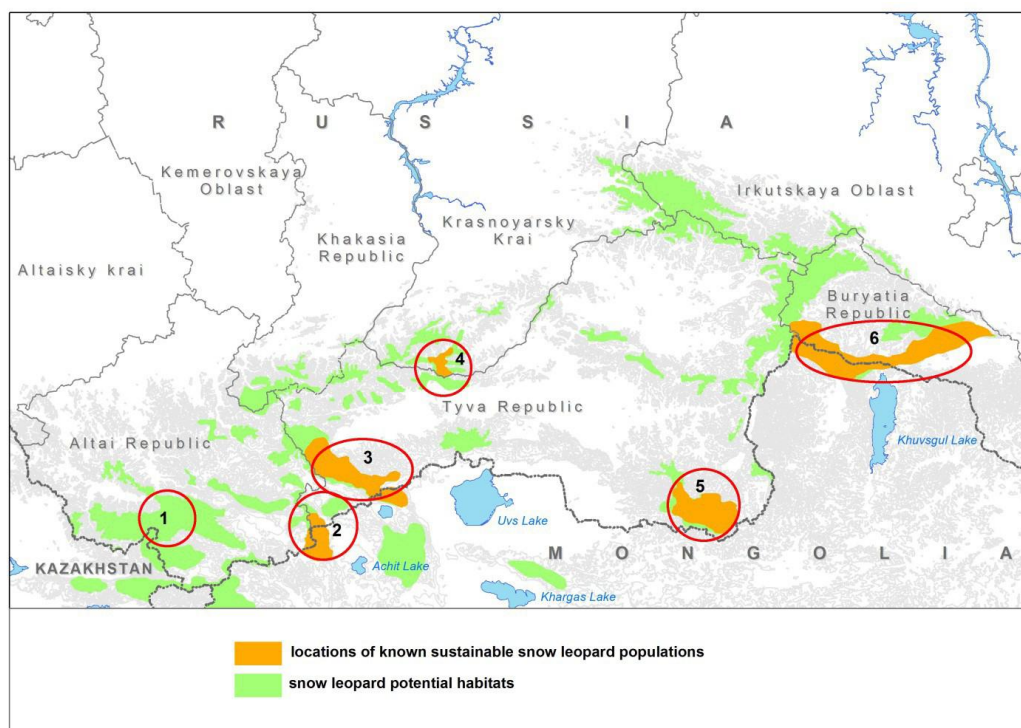 R U S S I A
Kemerovskaya
Oblast
Irkutskaya Oblast
Krasnoyarsky
Krai
Khakasia
Republic
Altaisky krai
Buryatia
Republic
6
4
Tyva Republic
Altai Republic
Khuvsgul Lake
3
5
1
2
Uvs Lake
M O N G O L I A
KAZAKHSTAN
Achit Lake
Khargas Lake
locations of known sustainable snow leopard populations
snow leopard potential habitats